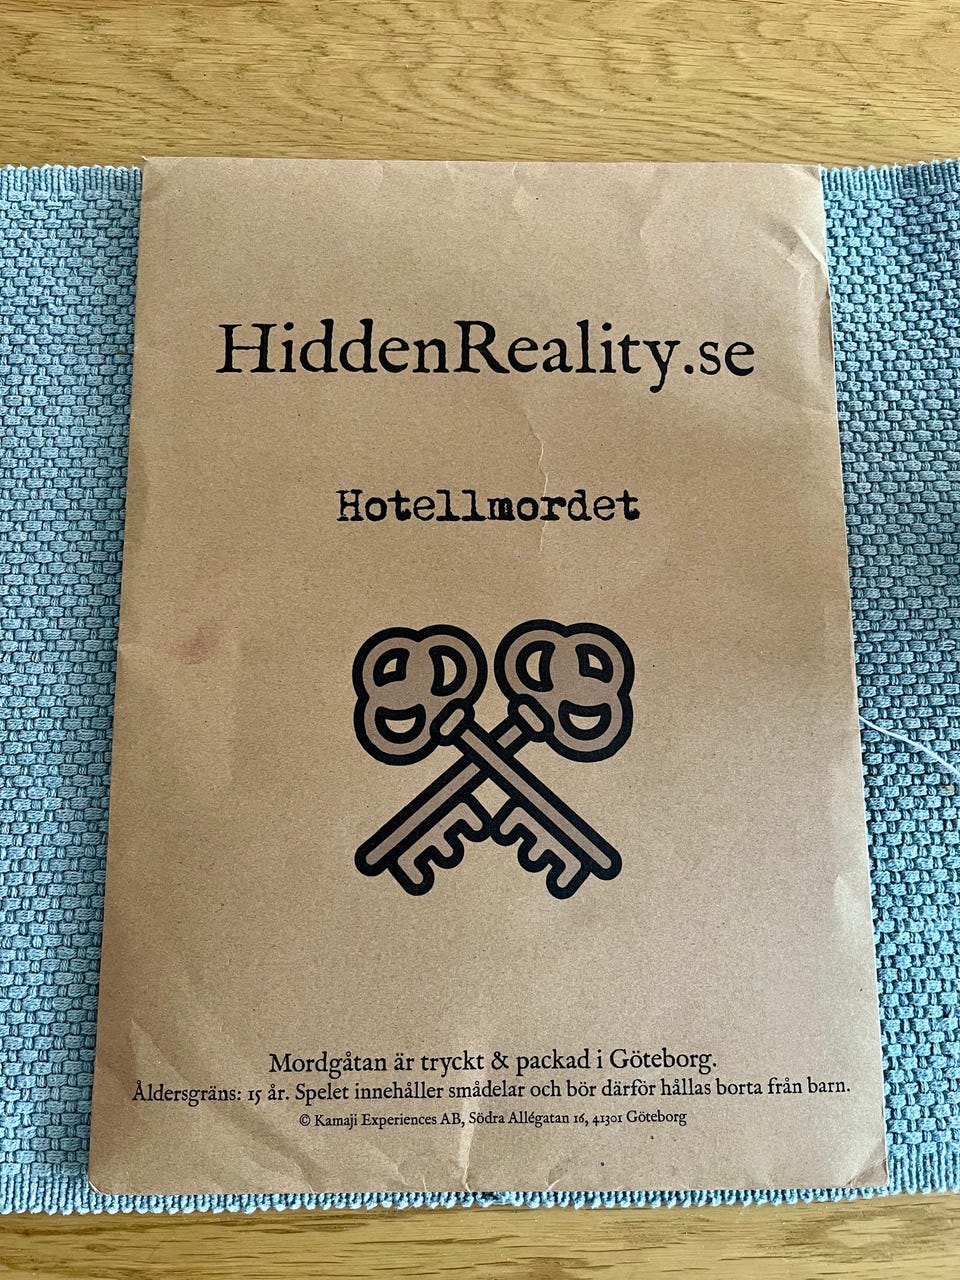 HiddenReality.se
Hotellmordet
Mordgåtan är tryckt & packad i Göteborg.
Åldersgräns: 15 år. Spelet innehåller smådelar och bör därför hållas borta från barn.
© Kamaji Experiences AB, Södra Allégatan 16, 41301 Göteborg